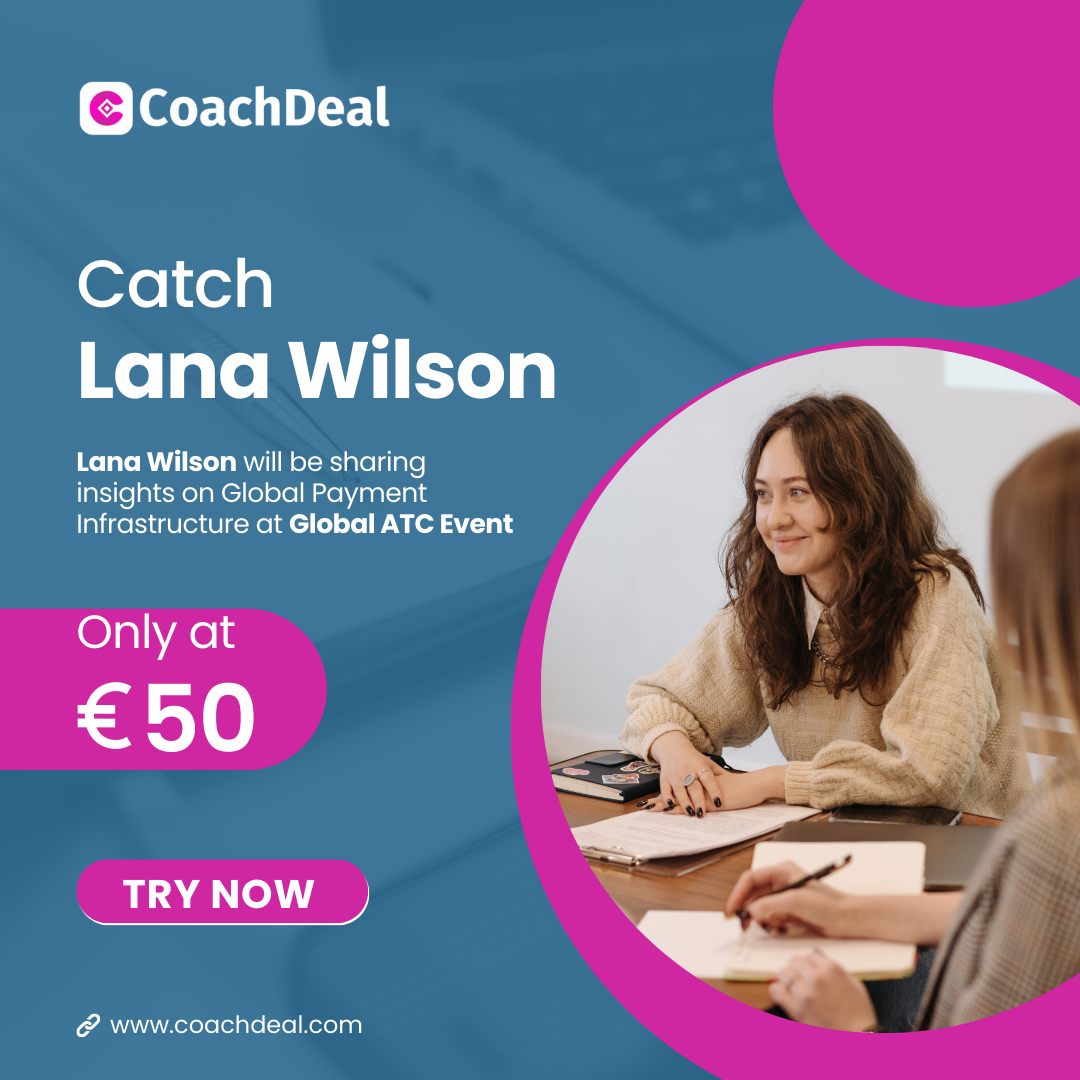 CoachDeal
Catch
Lana Wilson
Lana Wilson will be sharing
insights on Global Payment
Infrastructure at Global ATC Event
Only at
€50
TRY NOW
www.coachdeal.com